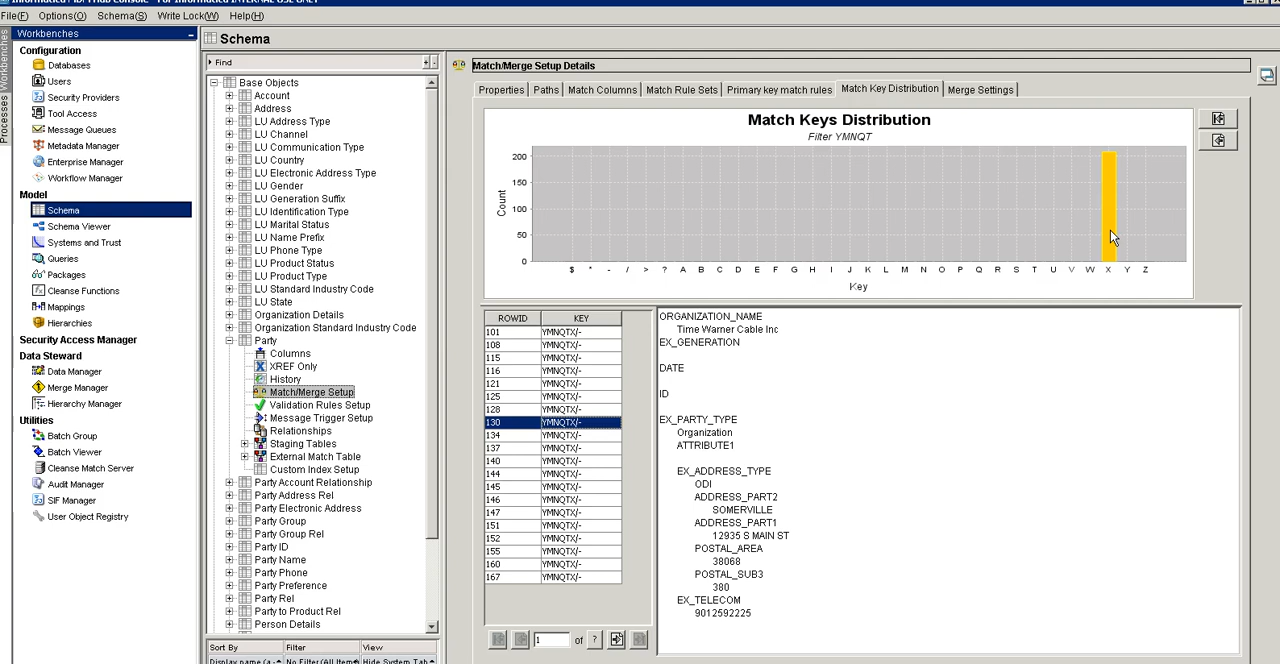 File(F) Options(O) Schema(S) Write Lock(W) Help(H)
Workbenches
Processes
Workbenches
Configuration
Databases
Users
Security Providers
Tool Access
Message Queues
Metadata Manager
Enterprise Manager
Workflow Manager
Model
Schema
Schema Viewer
Systems and Trust
Queries
Packages
Cleanse Functions
Mappings
Hierarchies
Security Access Manager
Data Steward
Data Manager
Merge Manager
Hierarchy Manager
Utilities
Batch Group
Batch Viewer
Cleanse Match Server
Audit Manager
SIF Manager
User Object Registry
Schema
Find
Base Objects
Account
Address
LU Address Type
LU Channel
LU Communication Type
LU Country
LU Electronic Address Type
LU Gender
LU Generation Suffix
LU Identification Type
LU Marital Status
LU Name Prefix
LU Phone Type
LU Product Status
LU Product Type
LU Standard Industry Code
LU State
Organization Details
Organization Standard Industry Code
Party
Columns
XREF Only
History
Match/Merge Setup
Validation Rules Setup
Message Trigger Setup
Relationships
Staging Tables
External Match Table
Custom Index Setup
Party Account Relationship
Party Address Rel
Party Electronic Address
Party Group
Party Group Rel
Party ID
Party Name
Party Phone
Party Preference
Party Rel
Party to Product Rel
Person Details
Sort By Filter View
Match/Merge Setup Details
Properties Paths Match Columns Match Rule Sets Primary key match rules Match Key Distribution Merge Settings
Match Keys Distribution
Filter YMNQT
Count
200
150
100
50
0
$ * - / > ? A B C D E F G H I J K L M N O P Q R S T U V W X Y Z
Key
ROWID KEY
101 YMNQTX/-
108 YMNQTX/-
115 YMNQTX/-
116 YMNQTX/-
121 YMNQTX/-
125 YMNQTX/-
128 YMNQTX/-
130 YMNQTX/-
134 YMNQTX/-
137 YMNQTX/-
140 YMNQTX/-
144 YMNQTX/-
145 YMNQTX/-
146 YMNQTX/-
147 YMNQTX/-
151 YMNQTX/-
152 YMNQTX/-
155 YMNQTX/-
160 YMNQTX/-
167 YMNQTX/-
1 of ?
ORGANIZATION_NAME
Time Warner Cable Inc
EX_GENERATION
DATE
ID
EX_PARTY_TYPE
Organization
ATTRIBUTE1
EX_ADDRESS_TYPE
ODI
ADDRESS_PART2
SOMERVILLE
ADDRESS_PART1
12935 S MAIN ST
POSTAL_AREA
38068
POSTAL_SUB3
380
EX_TELECOM
9012592225